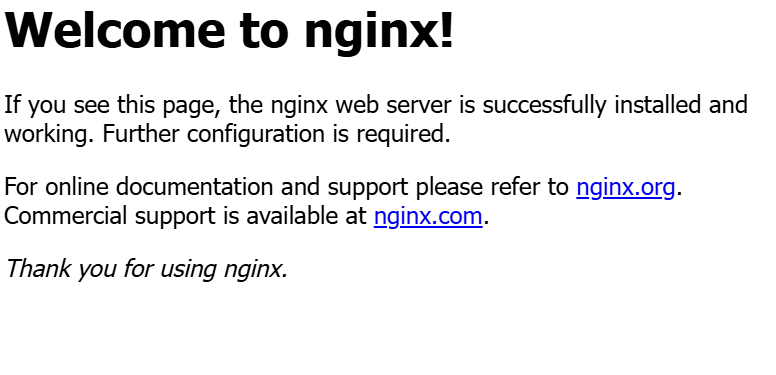 Welcome to nginx!
If you see this page, the nginx web server is successfully installed and
working. Further configuration is required.
For online documentation and support please refer to nginx.org.
Commercial support is available at nginx.com.
Thank you for using nginx.